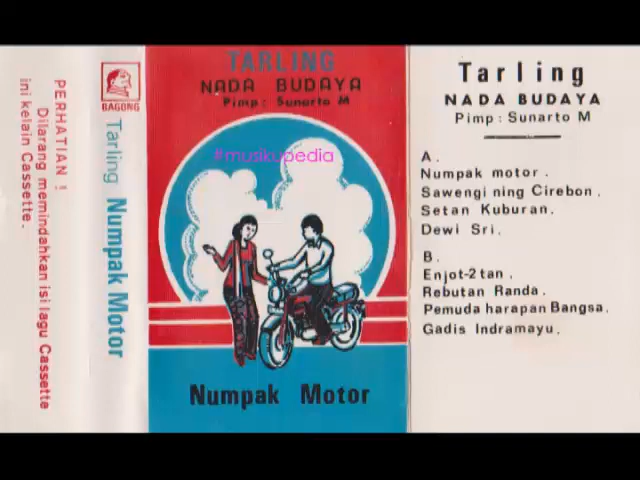 PERHATIAN !
Dilarang memindahkan isi lagu Cassette
ini kelain Cassette.
BAGONG
Tarling Numpak Motor
TARLING
NADA BUDAYA
Pimp: Sunarto M
#musikupedia
Numpak Motor
Tarling
NADA BUDAYA
Pimp: Sunarto M
A.
Numpak motor.
Sawengi ning Cirebon.
Setan Kuburan.
Dewi Sri.
B.
Enjot-2tan.
Rebutan Randa.
Pemuda harapan Bangsa.
Gadis Indramayu.